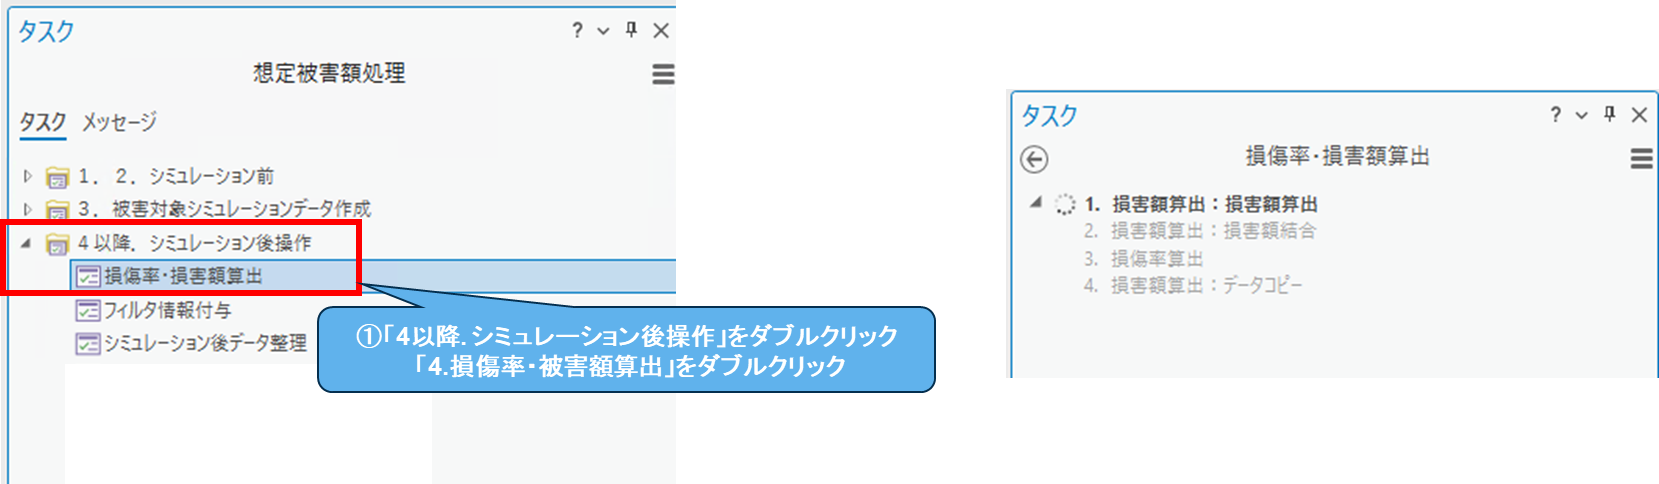 タスク
?
想定被害額処理
タスク メッセージ
1．2．シミュレーション前
3．被害対象シミュレーションデータ作成
4以降．シミュレーション後操作
損傷率・損害額算出
フィルタ情報付与
シミュレーション後データ整理
①「4以降.シミュレーション後操作」をダブルクリック
「4.損傷率・被害額算出」をダブルクリック
タスク
?
損傷率・損害額算出
1. 損害額算出：損害額算出
2. 損害額算出：損害額結合
3. 損傷率算出
4. 損害額算出：データコピー